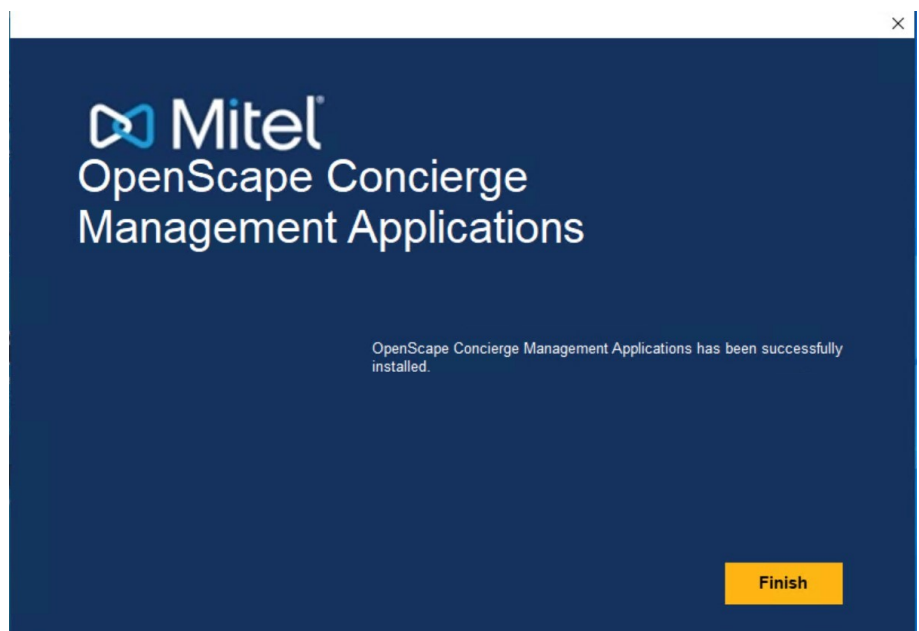 Mitel®
OpenScape Concierge
Management Applications
OpenScape Concierge Management Applications has been successfully
installed.
Finish